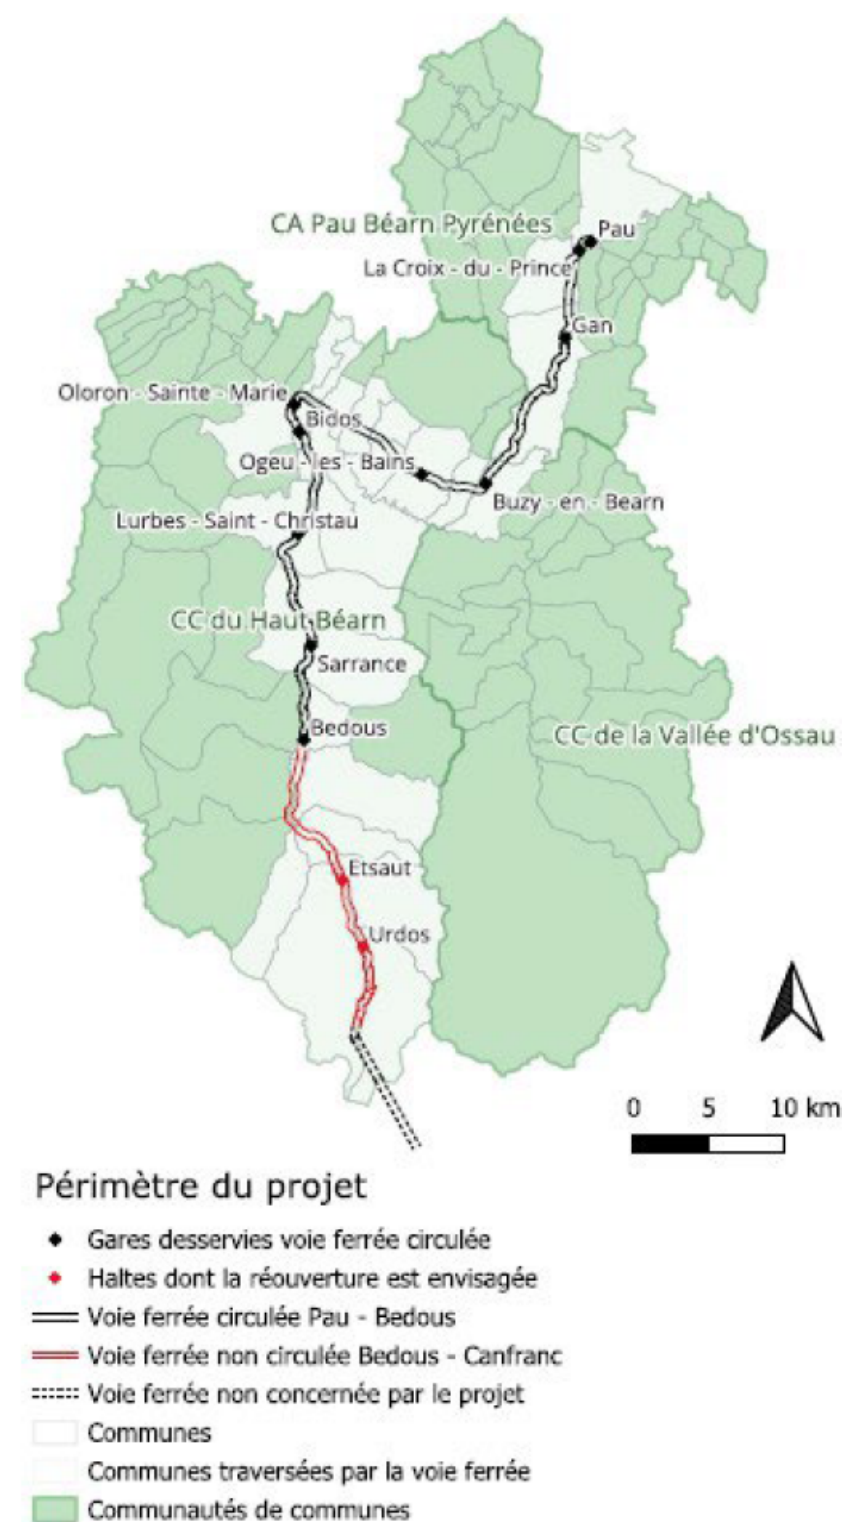 CA Pau Béarn Pyrénées
Pau
La Croix - du - Prince
Gan
Oloron - Sainte - Marie
Bidos
Ogeu - les - Bains
Buzy - en - Bearn
Lurbes - Saint - Christau
CC du Haut Béarn
Sarrance
Bedous
CC de la Vallée d'Ossau
Etsaut
Urdos
0 5 10 km
Périmètre du projet
Gares desservies voie ferrée circulée
Haltes dont la réouverture est envisagée
Voie ferrée circulée Pau - Bedous
Voie ferrée non circulée Bedous - Canfranc
Voie ferrée non concernée par le projet
Communes
Communes traversées par la voie ferrée
Communautés de communes